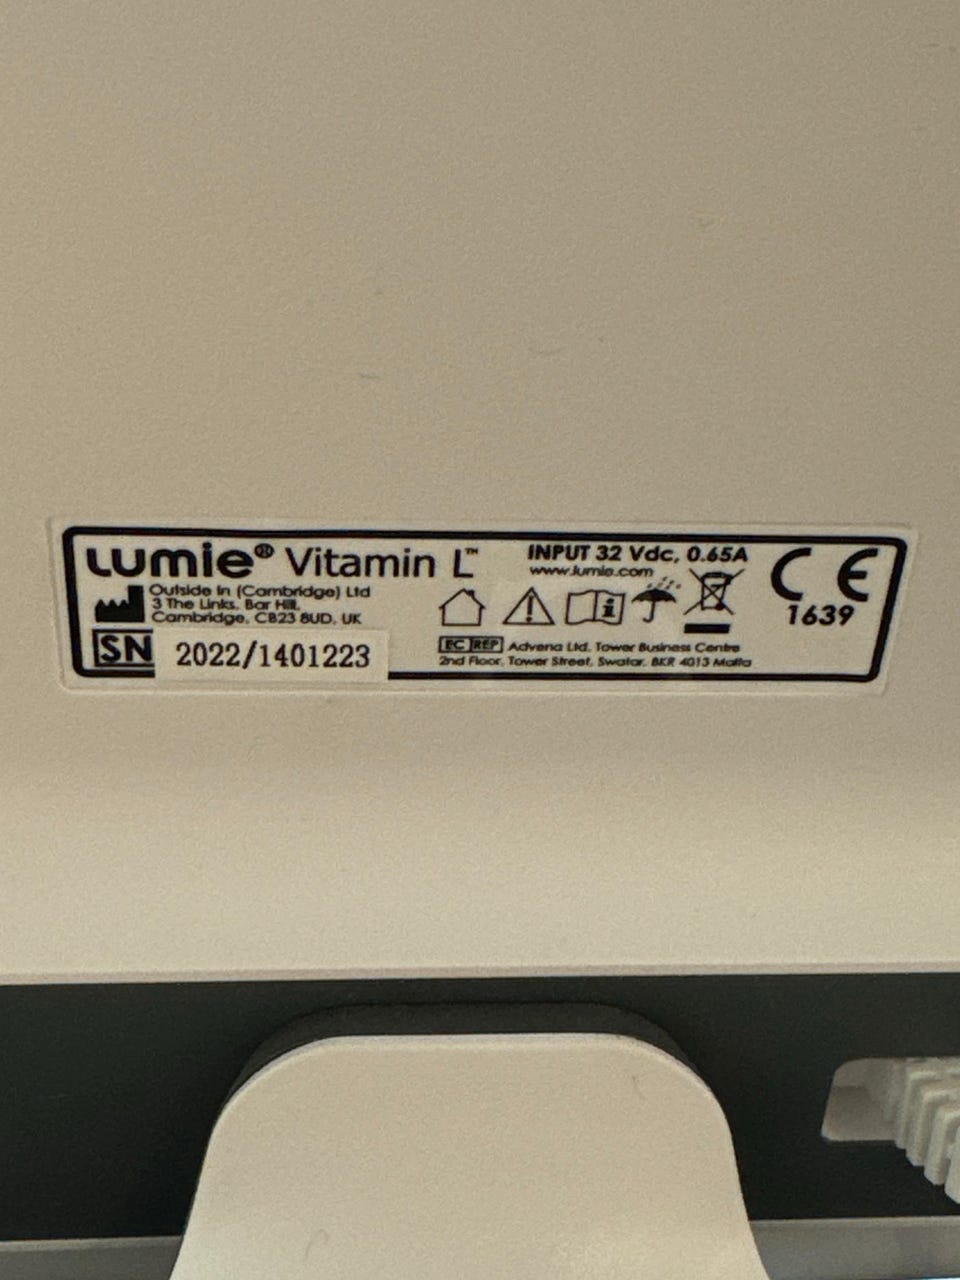 Lumie® Vitamin L™
Outside In (Cambridge) Ltd
3 The Links, Bar Hill,
Cambridge, CB23 8UD, UK
SN 2022/1401223
INPUT 32 Vdc, 0.65A
www.lumie.com
EC REP Advena Ltd. Tower Business Centre
2nd Floor, Tower Street, Swatar, BKR 4013 Malta
CE
1639